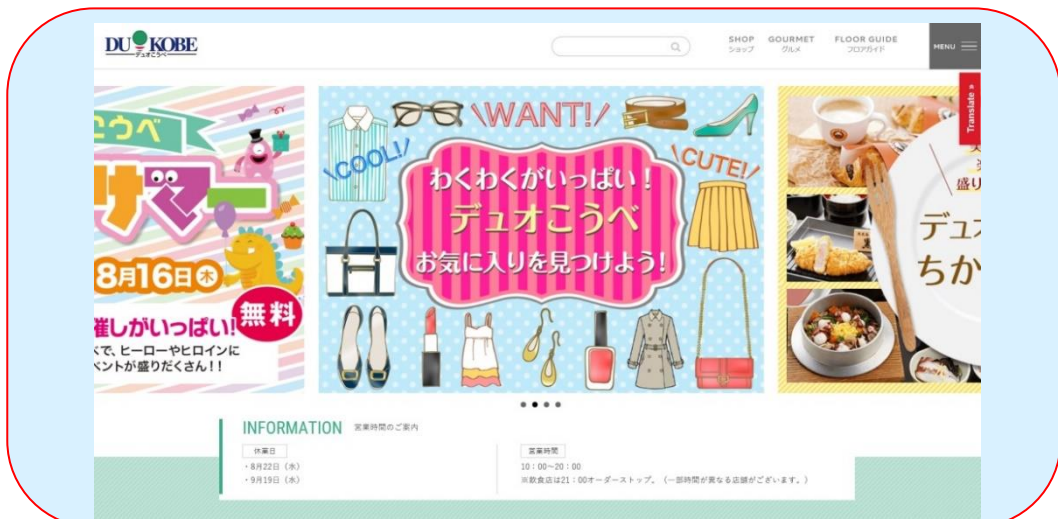 DUO KOBE
デュオこうべ
SHOP
ショップ
GOURMET
グルメ
FLOOR GUIDE
フロアガイド
MENU
Translate »
こうべ
サマー
8月16日 木
催しがいっぱい!
無料
で、ヒーローやヒロインに
ベントが盛りだくさん!!
\WANT!/
\COOL!/
\CUTE!/
わくわくがいっぱい!
デュオこうべ
お気に入りを見つけよう!
盛り
デュ
ちか
INFORMATION 営業時間のご案内
休業日
・8月22日(水)
・9月19日(水)
営業時間
10:00~20:00
※飲食店は21:00オーダーストップ。(一部時間が異なる店舗がございます。)